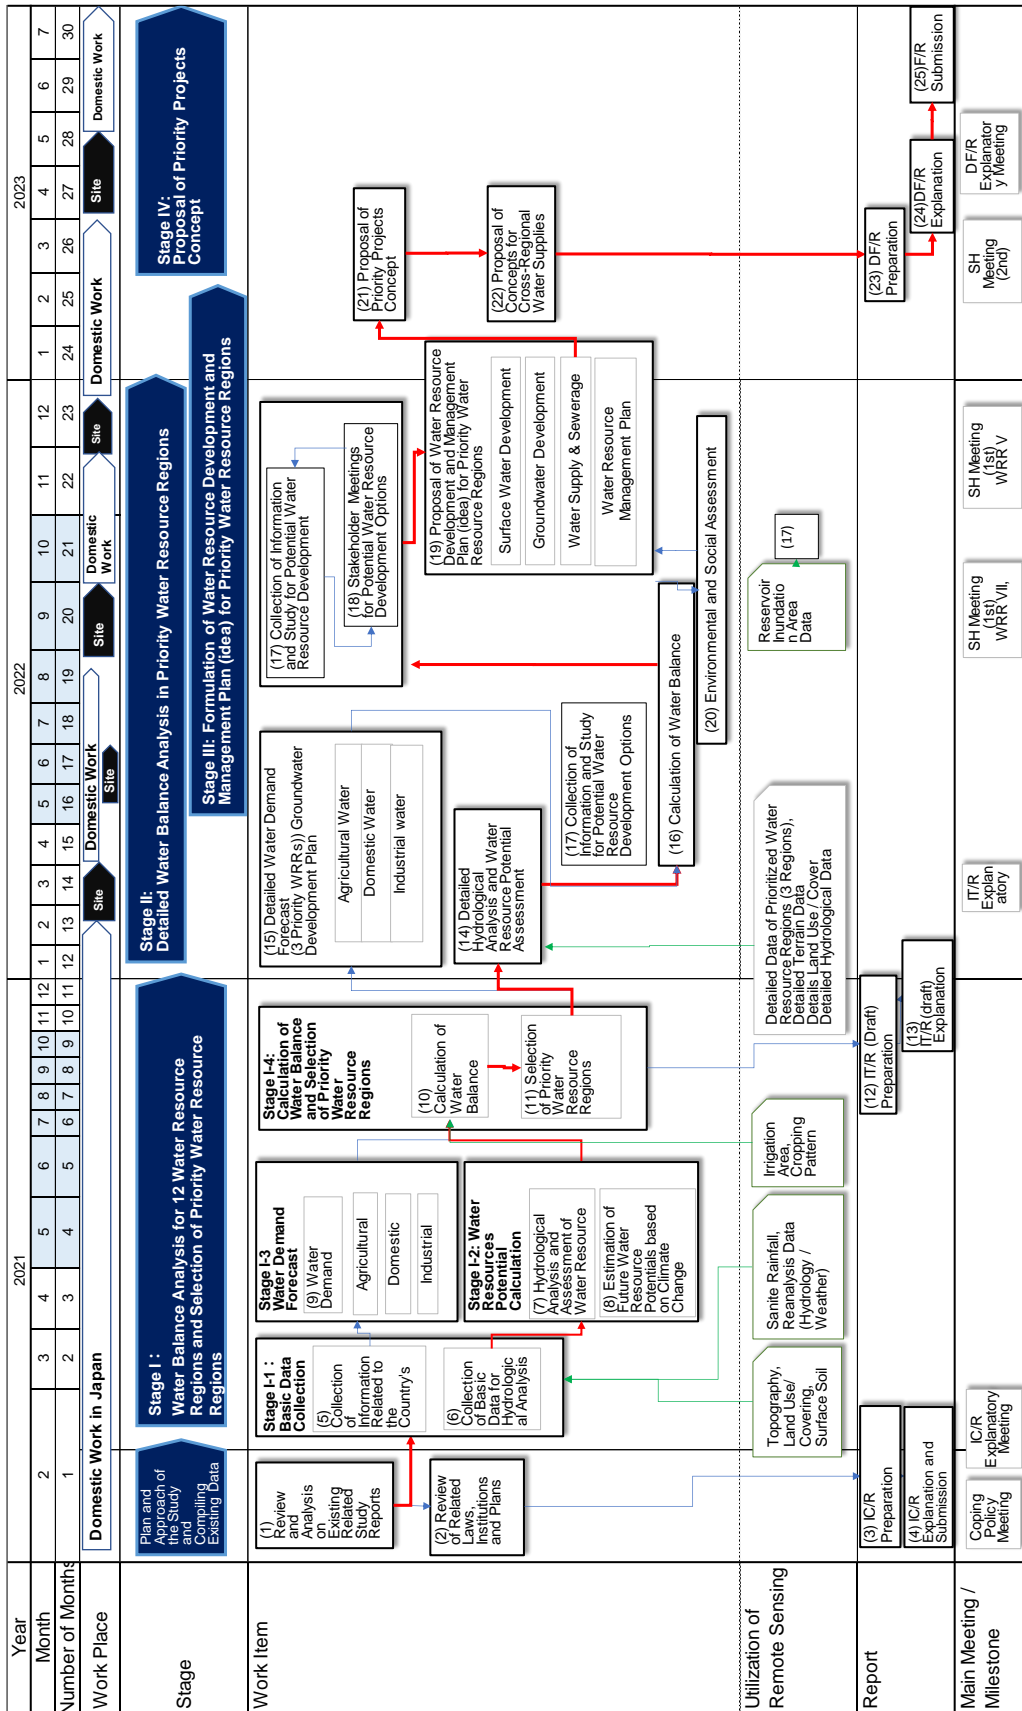 Year
2021
2022
2023
Month
2
3
4
5
6
7
8
9
10
11
12
1
2
3
4
5
6
7
8
9
10
11
12
1
2
3
4
5
6
7
Number of Months
1
2
3
4
5
6
7
8
9
10
11
12
13
14
15
16
17
18
19
20
21
22
23
24
25
26
27
28
29
30
Work Place
Domestic Work in Japan
Site
Domestic Work
Site
Site
Domestic
Work
Site
Domestic Work
Site
Domestic Work
Stage
Plan and
Approach of
the Study
and
Compiling
Existing Data
Stage I :
Water Balance Analysis for 12 Water Resource
Regions and Selection of Priority Water Resource
Regions
Stage II:
Detailed Water Balance Analysis in Priority Water Resource Regions
Stage III: Formulation of Water Resource Development and
Management Plan (idea) for Priority Water Resource Regions
Stage IV:
Proposal of Priority Projects
Concept
Work Item
(1) Review
and Analysis
on Existing
Related
Study
Reports
(2) Review
of Related
Laws,
Institutions
and Plans
Stage I-1 :
Basic Data
Collection
(5)
Collection
of
Information
Related to
the
Country's
(6)
Collection
of Basic
Data for
Hydrologic
al Analysis
Stage I-3
Water Demand
Forecast
(9) Water
Demand
Agricultural
Domestic
Industrial
Stage I-2: Water
Resources
Potential
Calculation
(7) Hydrological
Analysis and
Assessment of
Water Resource
(8) Estimation of
Future Water
Resource
Potentials based
on Climate
Change
Stage I-4:
Calculation of
Water Balance
and Selection
of Priority
Water
Resource
Regions
(10)
Calculation of
Water
Balance
(11) Selection
of Priority
Water
Resource
Regions
(15) Detailed Water Demand
Forecast
(3 Priority WRRs)) Groundwater
Development Plan
Agricultural Water
Domestic Water
Industrial water
(14) Detailed
Hydrological
Analysis and Water
Resource Potential
Assessment
(17) Collection of
Information and Study
for Potential Water
Resource
Development Options
(16) Calculation of Water Balance
(17) Collection of Information
and Study for Potential Water
Resource Development
(18) Stakeholder Meetings
for Potential Water Resource
Development Options
(19) Proposal of Water Resource
Development and Management
Plan (idea) for Priority Water
Resource Regions
Surface Water Development
Groundwater Development
Water Supply & Sewerage
Water Resource
Management Plan
(20) Environmental and Social Assessment
(21) Proposal of
Priority Projects
Concept
(22) Proposal of
Concepts for
Cross-Regional
Water Supplies
Utilization of
Remote Sensing
Topography,
Land Use/
Covering,
Surface Soil
Sanite Rainfall,
Reanalysis Data
(Hydrology /
Weather)
Irrigation
Area,
Cropping
Pattern
Detailed Data of Prioritized Water
Resource Regions (3 Regions),
Detailed Terrain Data
Details Land Use / Cover
Detailed Hydrological Data
Reservoir
Inundatio
n Area
Data
(17)
Report
(3) IC/R
Preparation
(4) IC/R
Explanation and
Submission
(12) IT/R (Draft)
Preparation
(13)
IT/R (draft)
Explanation
(23) DF/R
Preparation
(24)DF/R
Explanation
(25)F/R
Submission
Main Meeting /
Milestone
Coping
Policy
Meeting
IC/R
Explanatory
Meeting
IT/R
Explan
atory
SH Meeting
(1st)
WRR VII,
SH Meeting
(1st)
WRR V
SH
Meeting
(2nd)
DF/R
Explanator
y Meeting